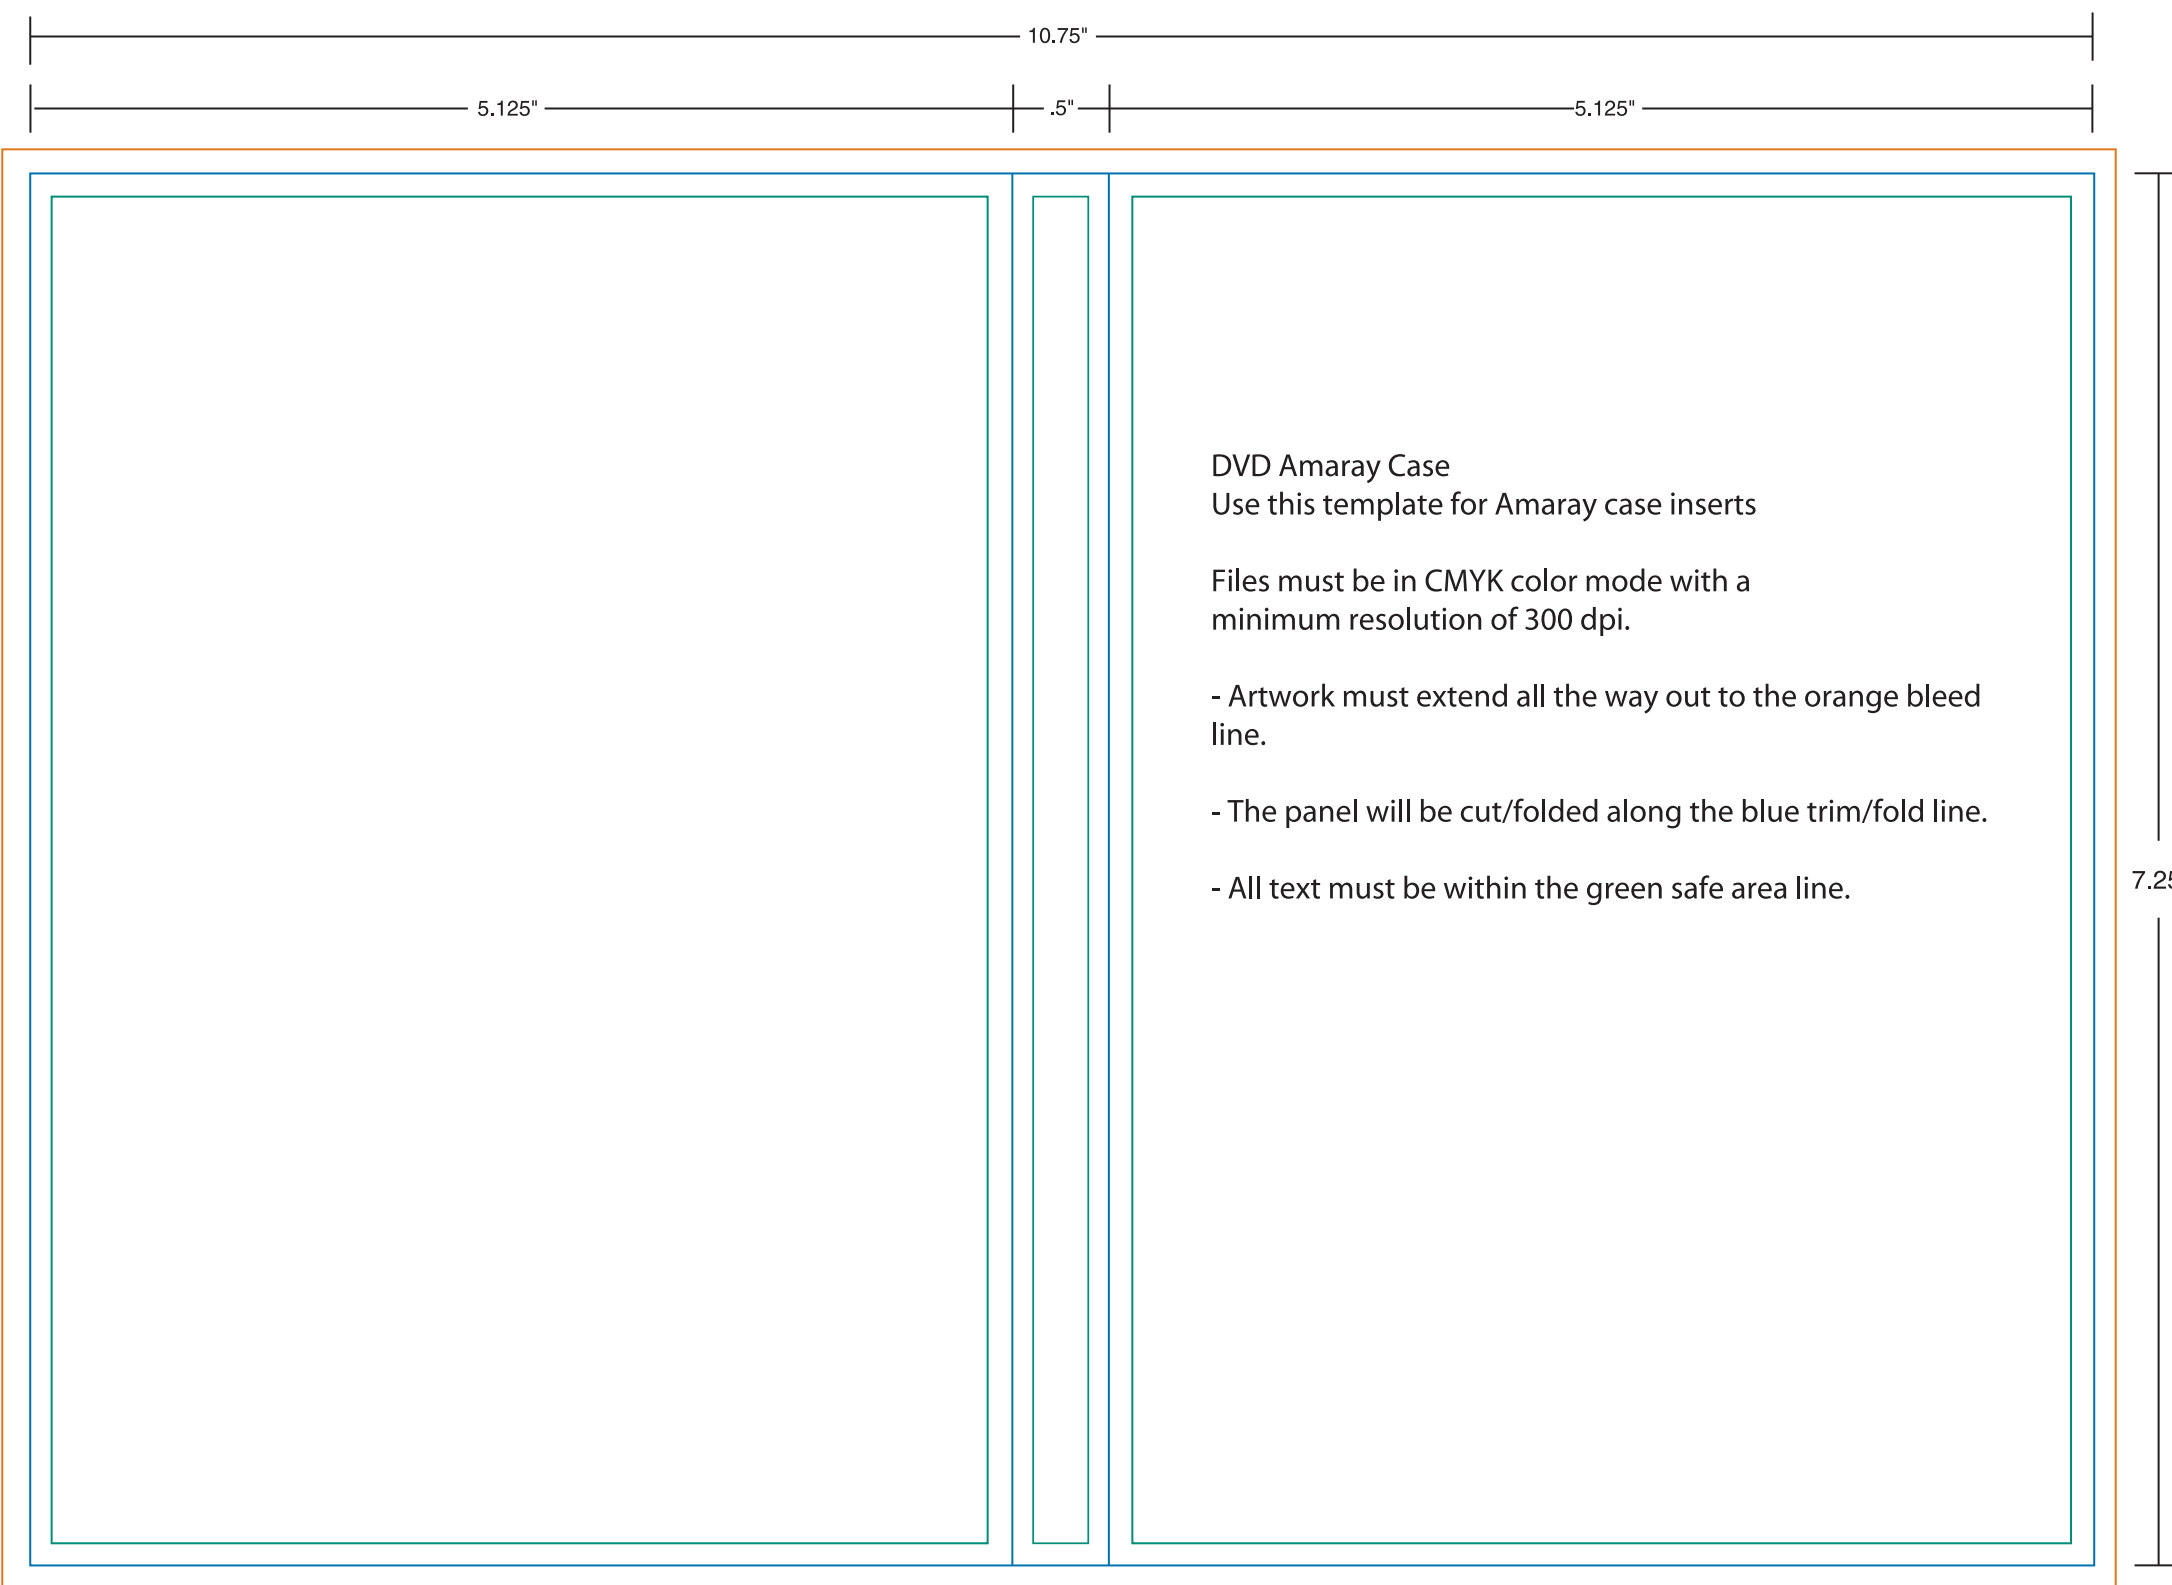 10.75"
5.125" .5" 5.125"
DVD Amaray Case
Use this template for Amaray case inserts
Files must be in CMYK color mode with a
minimum resolution of 300 dpi.
- Artwork must extend all the way out to the orange bleed
line.
- The panel will be cut/folded along the blue trim/fold line.
- All text must be within the green safe area line.
7.25